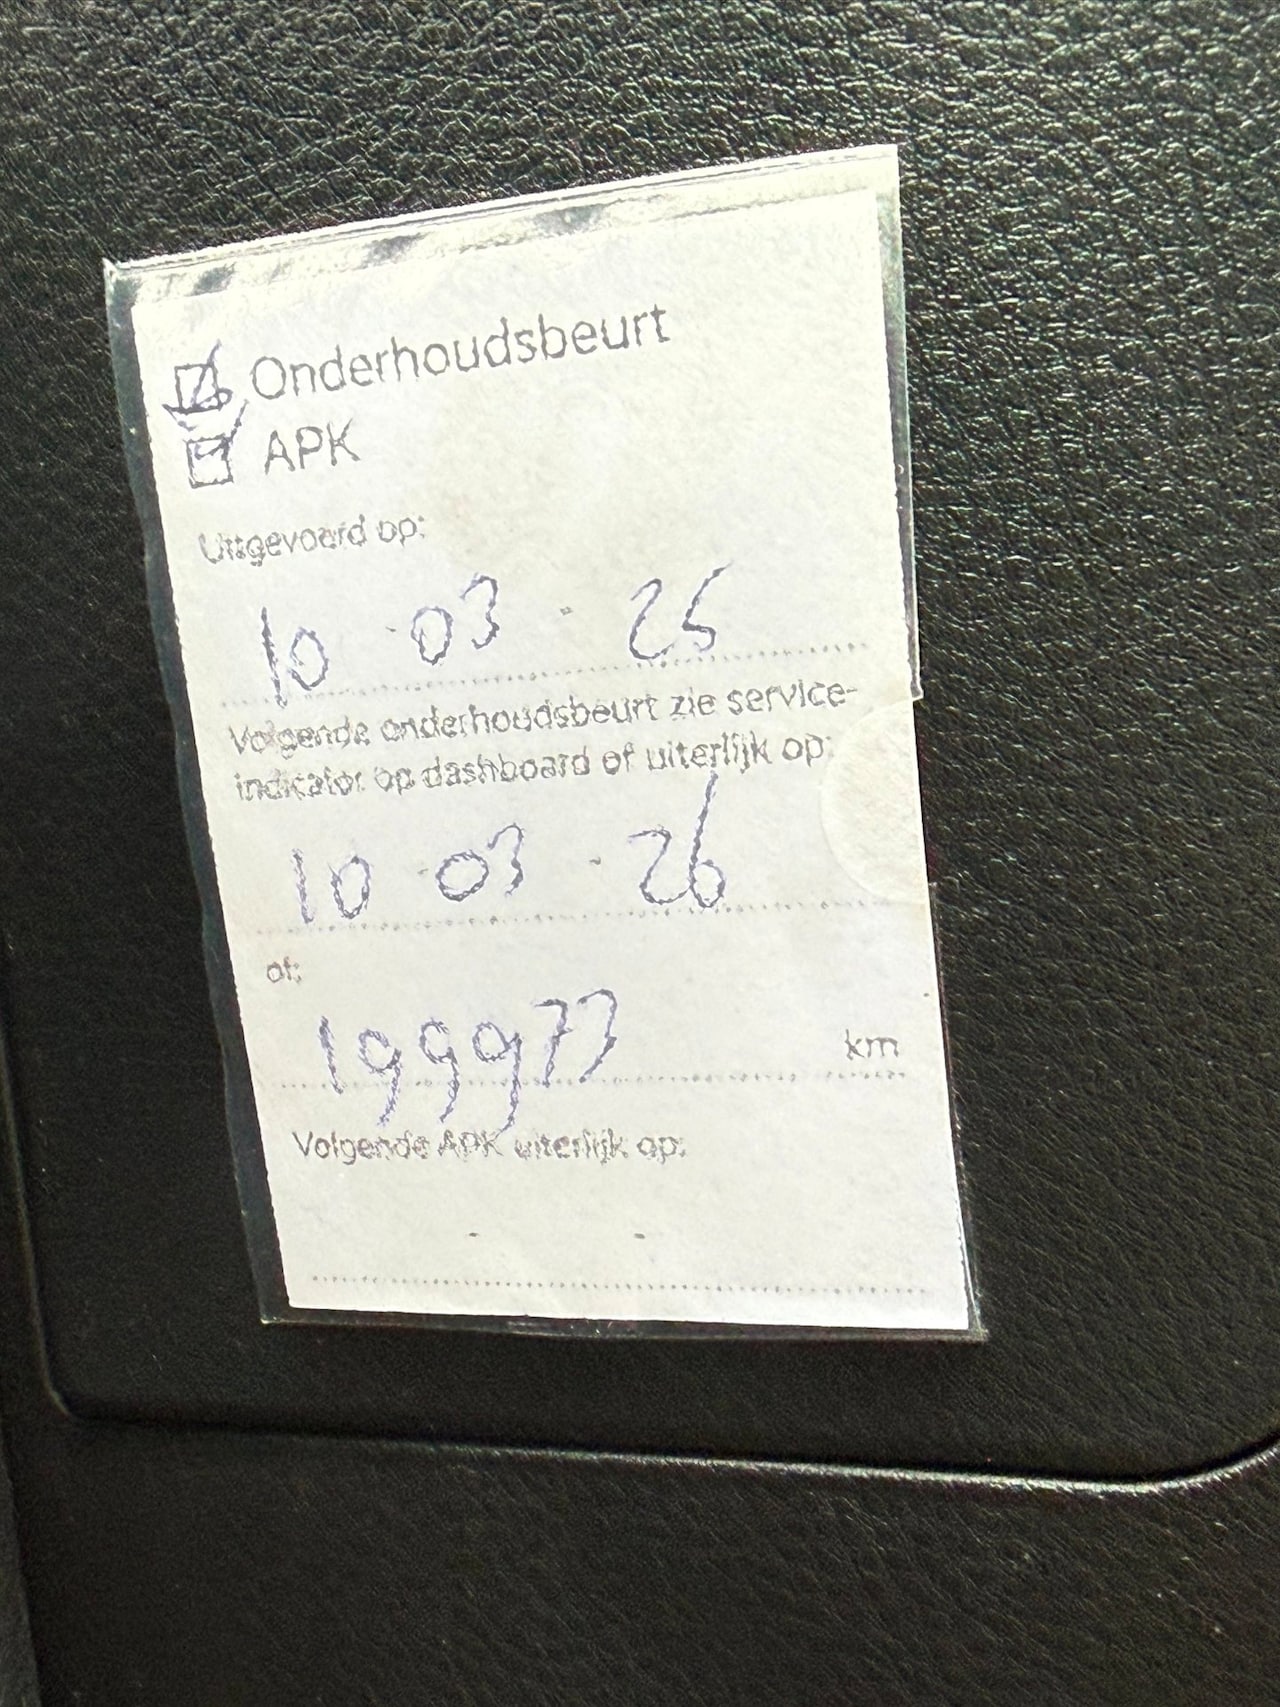 Onderhoudsbeurt
APK
Uitgevoerd op:
10 - 03 - 25
Volgende onderhoudsbeurt zie service-
indicator op dashboard of uiterlijk op:
10 - 03 - 26
of:
199973 km
Volgende APK uiterlijk op:
- -